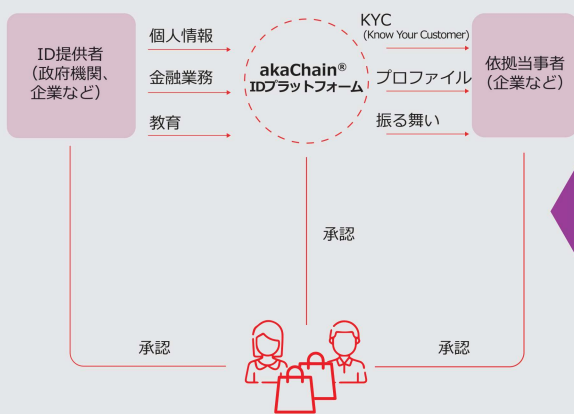 ID提供者
（政府機関、
企業など）
個人情報
金融業務
教育
akaChain®
IDプラットフォーム
KYC
(Know Your Customer)
プロファイル
振る舞い
依拠当事者
（企業など）
承認
承認
承認